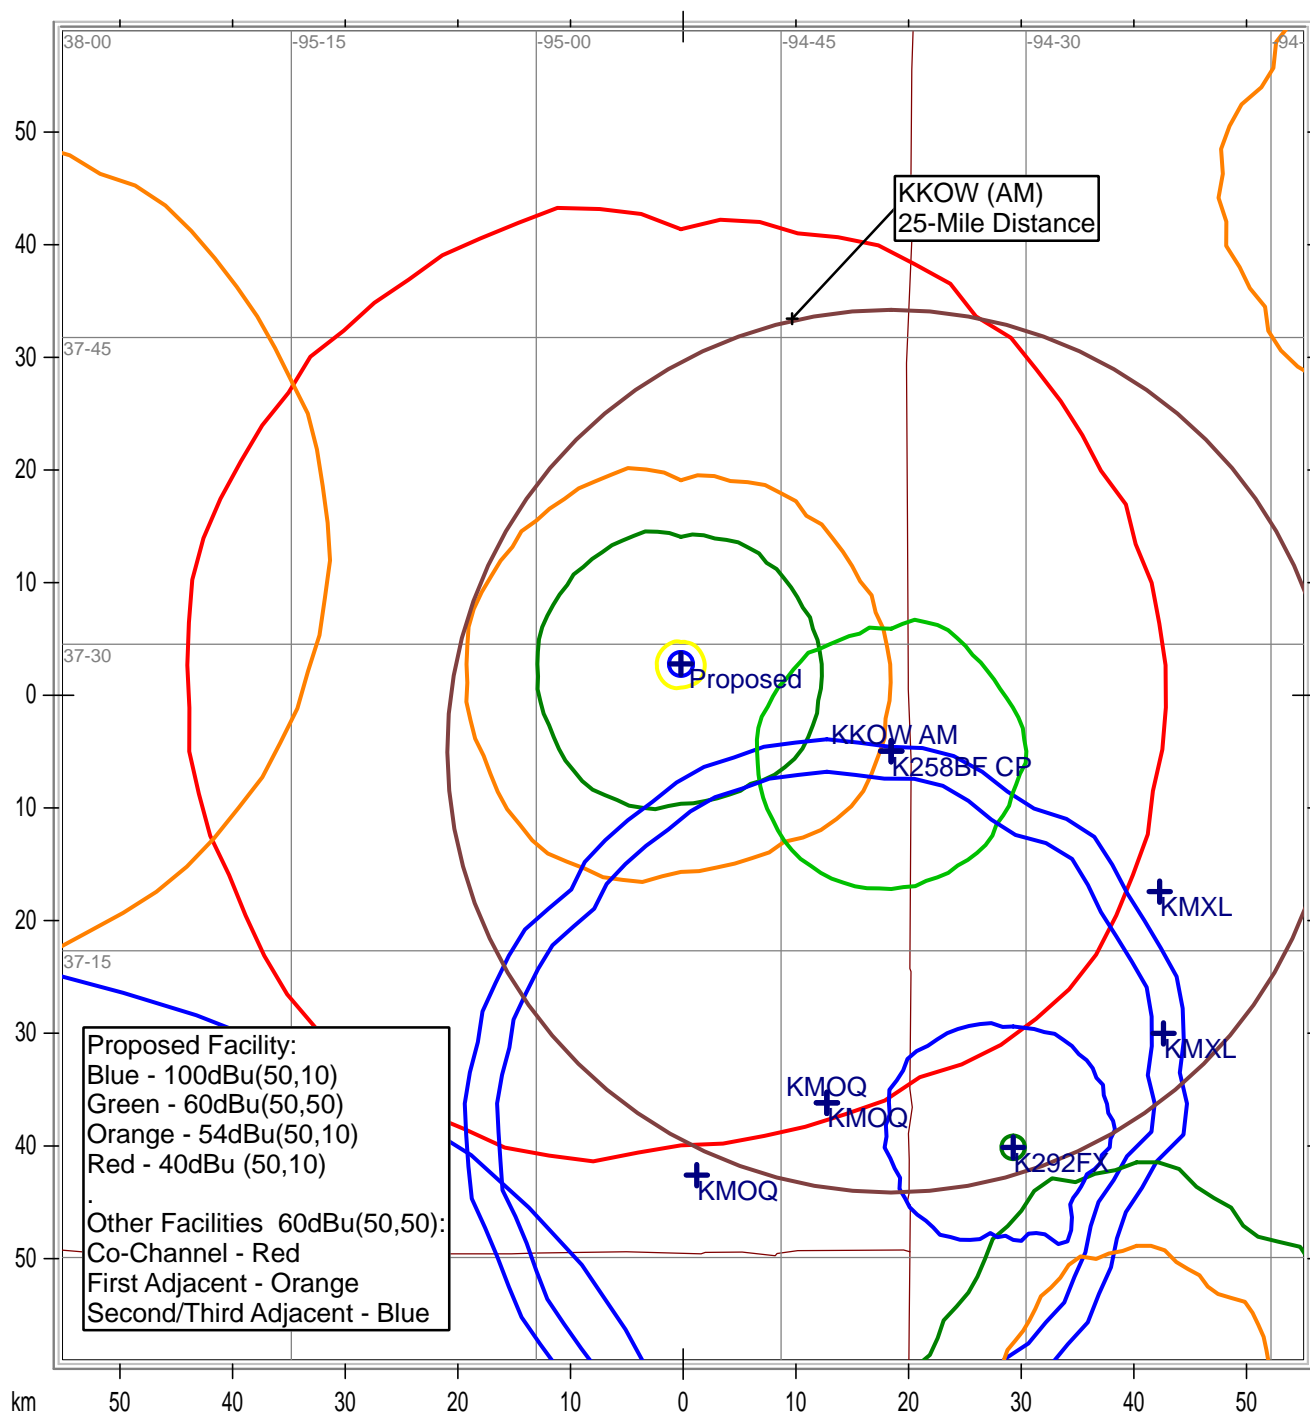 38-00
-95-15
-95-00
-94-45
-94-30
-94-
KKOW (AM)
25-Mile Distance
50
40
37-45
30
20
10
37-30
Proposed
0
KKOW AM
K258BF CP
10
KMXL
20
37-15
30
KMXL
KMOQ
KMOQ
40
K292FX
KMOQ
50
Proposed Facility:
Blue - 100dBu(50,10)
Green - 60dBu(50,50)
Orange - 54dBu(50,10)
Red - 40dBu (50,10)
.
Other Facilities  60dBu(50,50):
Co-Channel - Red
First Adjacent - Orange
Second/Third Adjacent - Blue
km 50 40 30 20 10 0 10 20 30 40 50